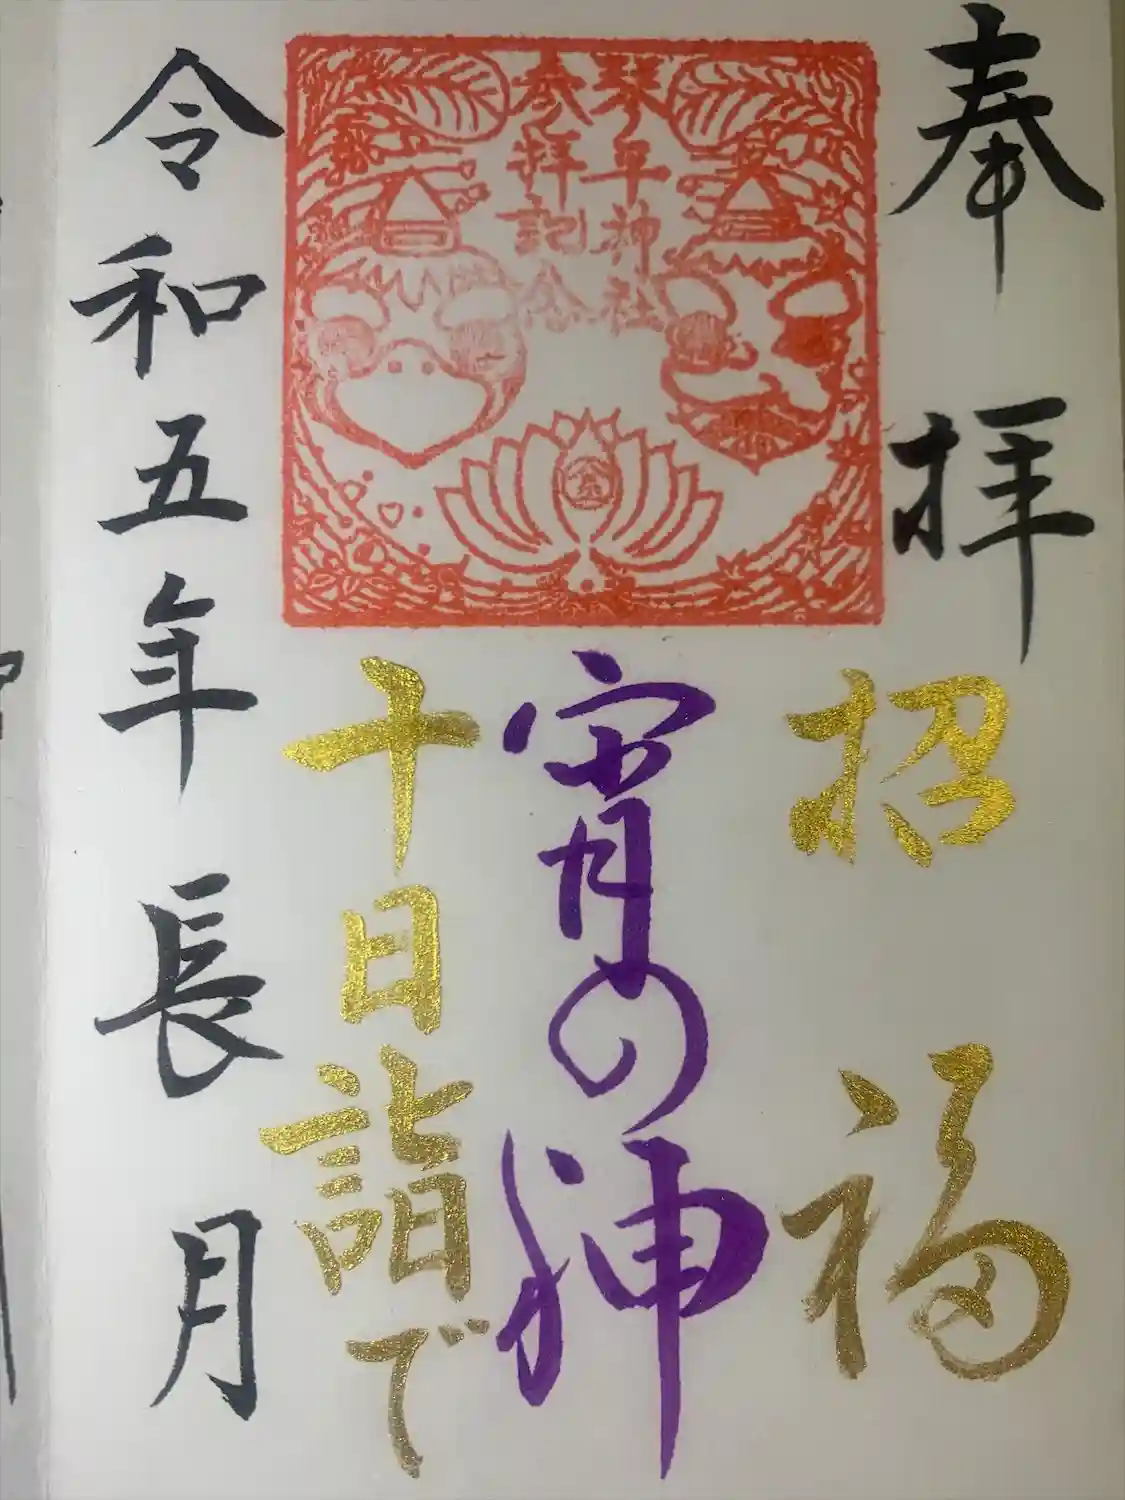 奉拝
招福
琴平神社
参拝記念
宵の神
十日詣で
令和五年長月